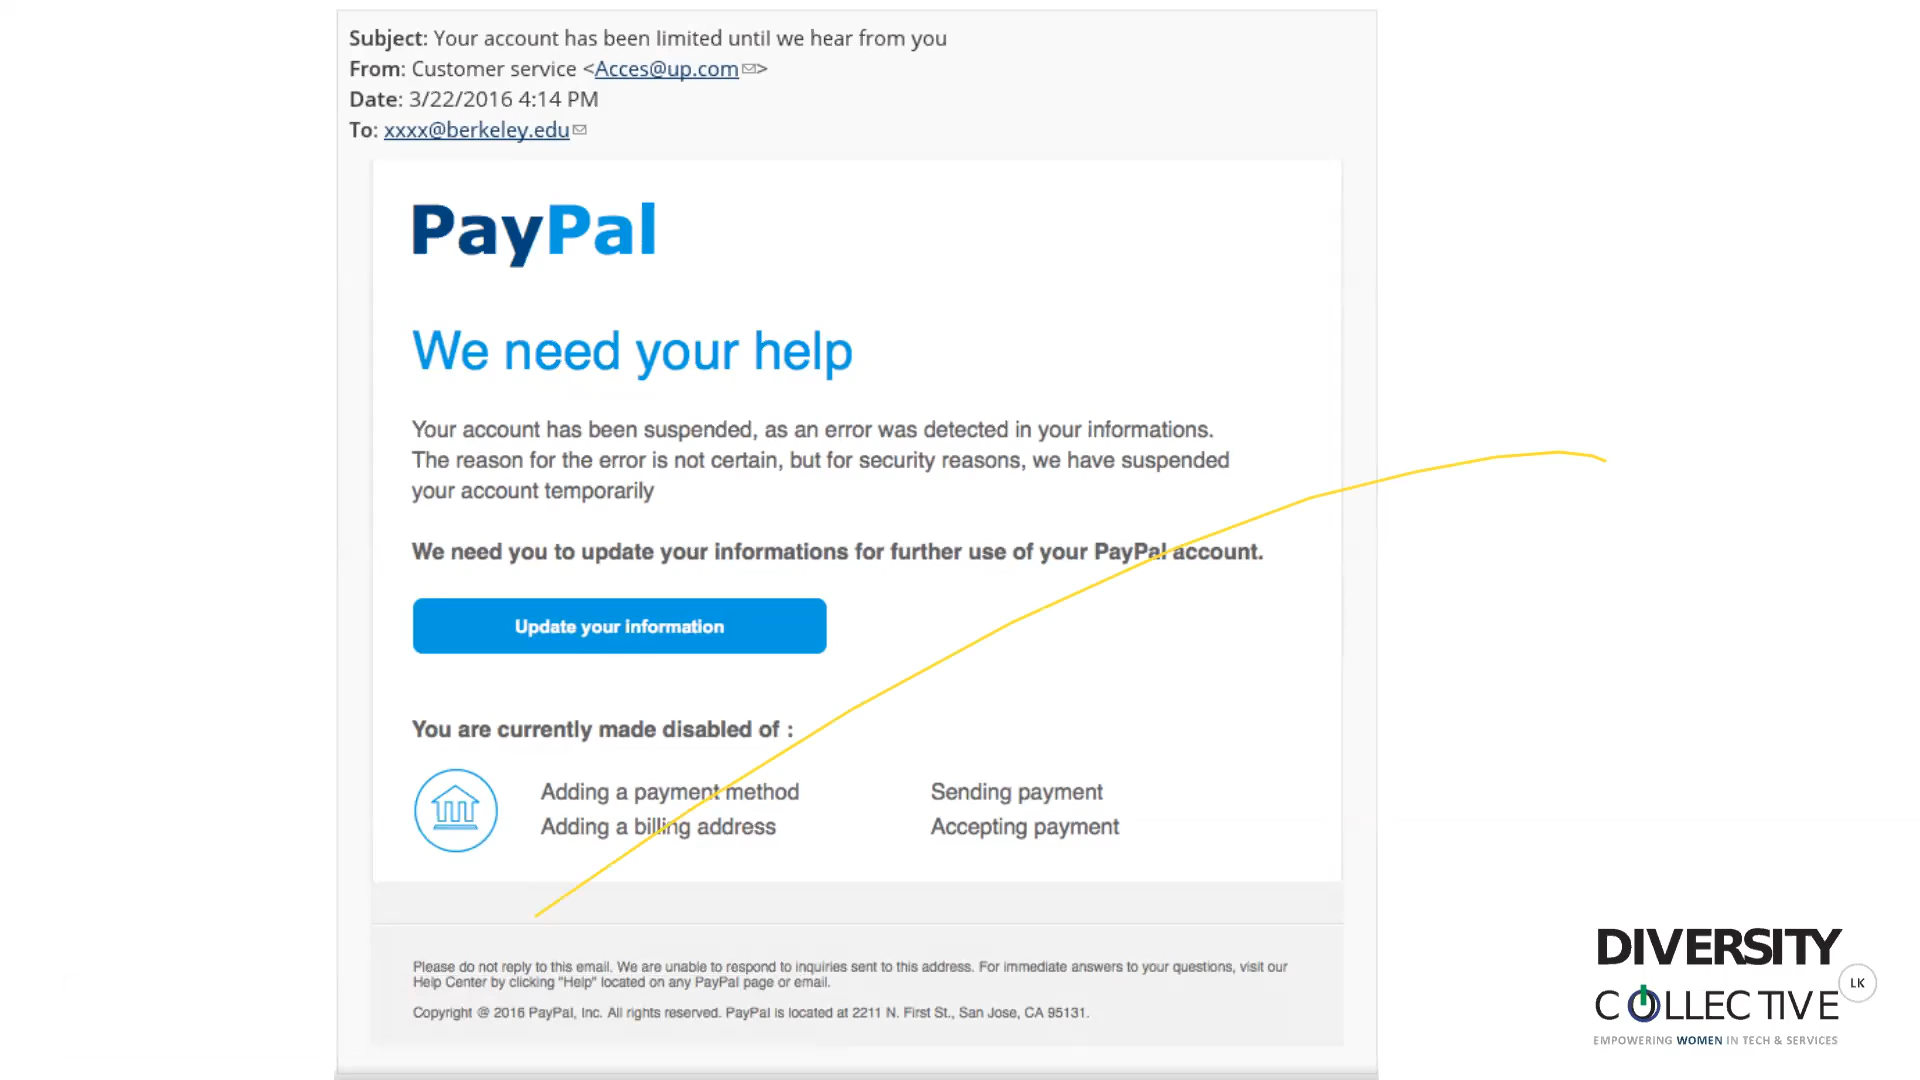 Subject: Your account has been limited until we hear from you
From: Customer service <Acces@up.com>
Date: 3/22/2016 4:14 PM
To: xxxx@berkeley.edu
PayPal
We need your help
Your account has been suspended, as an error was detected in your informations.
The reason for the error is not certain, but for security reasons, we have suspended
your account temporarily
We need you to update your informations for further use of your PayPal account.
Update your information
You are currently made disabled of :
Adding a payment method
Sending payment
Adding a billing address
Accepting payment
Please do not reply to this email. We are unable to respond to inquiries sent to this address. For immediate answers to your questions, visit our
Help Center by clicking "Help" located on any PayPal page or email.
Copyright @ 2016 PayPal, Inc. All rights reserved. PayPal is located at 2211 N. First St., San Jose, CA 95131.
DIVERSITY
COLLECTIVE
LK
EMPOWERING WOMEN IN TECH & SERVICES